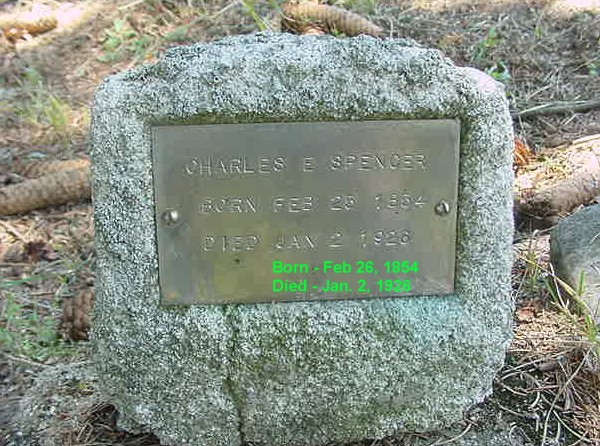 CHARLES E SPENCER
BORN FEB 26 1854
DIED JAN 2 1926
Born - Feb 26, 1854
Died - Jan. 2, 1926